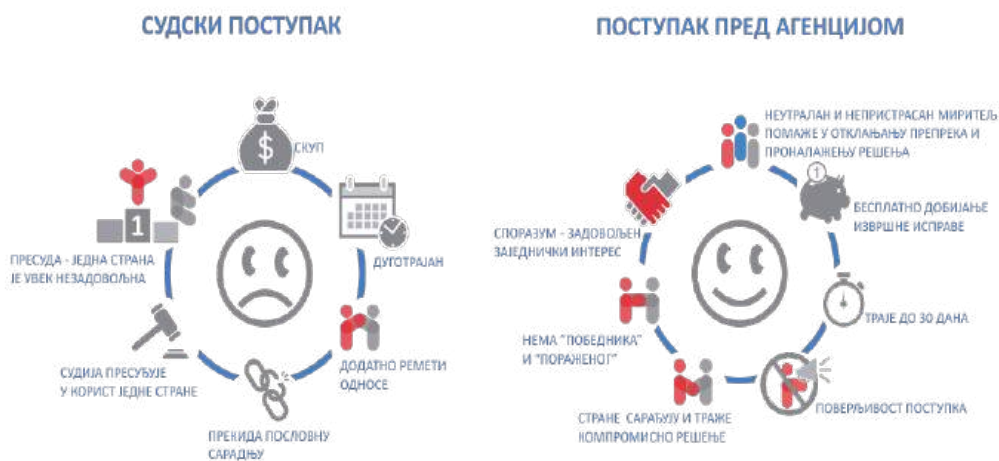 СУДСКИ ПОСТУПАК
СКУП
ДУГОТРАЈАН
ДОДАТНО РЕМЕТИ
ОДНОСЕ
ПРЕКИДА ПОСЛОВНУ
САРАДЊУ
СУДИЈА ПРЕСУЂУЈЕ
У КОРИСТ ЈЕДНЕ СТРАНЕ
ПРЕСУДА - ЈЕДНА СТРАНА
ЈЕ УВЕК НЕЗАДОВОЉНА
1
$
ПОСТУПАК ПРЕД АГЕНЦИЈОМ
НЕУТРАЛАН И НЕПРИСТРАСАН МИРИТЕЉ
ПОМАЖЕ У ОТКЛАЊАЊУ ПРЕПРЕКА И
ПРОНАЛАЖЕЊУ РЕШЕЊА
1
БЕСПЛАТНО ДОБИЈАЊЕ
ИЗВРШНЕ ИСПРАВЕ
ТРАЈЕ ДО 30 ДАНА
ПОВЕРЉИВОСТ ПОСТУПКА
СТРАНЕ САРАЂУЈУ И ТРАЖЕ
КОМПРОМИСНО РЕШЕЊЕ
НЕМА "ПОБЕДНИКА"
И "ПОРАЖЕНОГ"
СПОРАЗУМ - ЗАДОВОЉЕН
ЗАЈЕДНИЧКИ ИНТЕРЕС